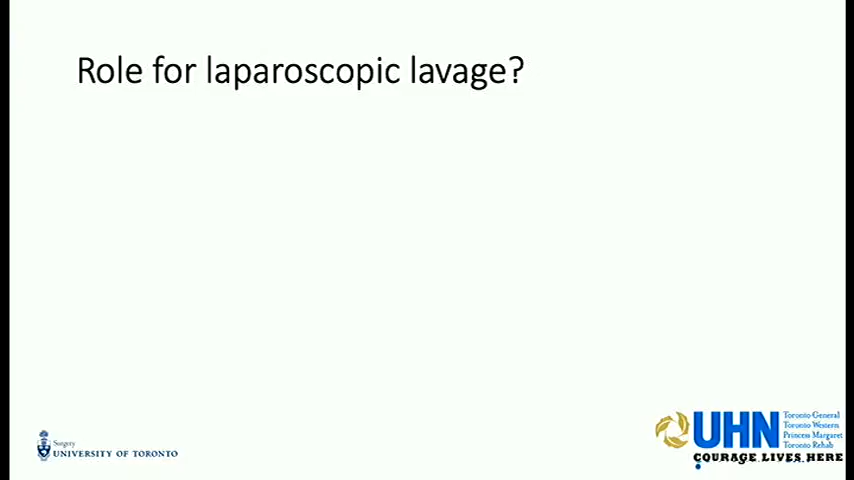 Role for laparoscopic lavage?
Surgery
UNIVERSITY OF TORONTO
UHN
Toronto General
Toronto Western
Princess Margaret
Toronto Rehab
COURAGE LIVES HERE